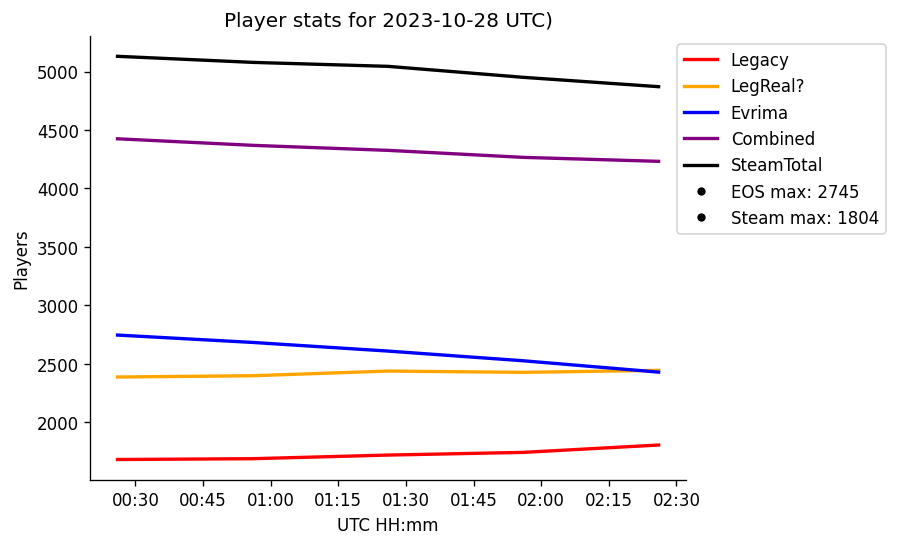 Player stats for 2023-10-28 UTC)
Legacy
LegReal?
Evrima
Combined
SteamTotal
EOS max: 2745
Steam max: 1804
Players
5000
4500
4000
3500
3000
2500
2000
00:30 00:45 01:00 01:15 01:30 01:45 02:00 02:15 02:30
UTC HH:mm